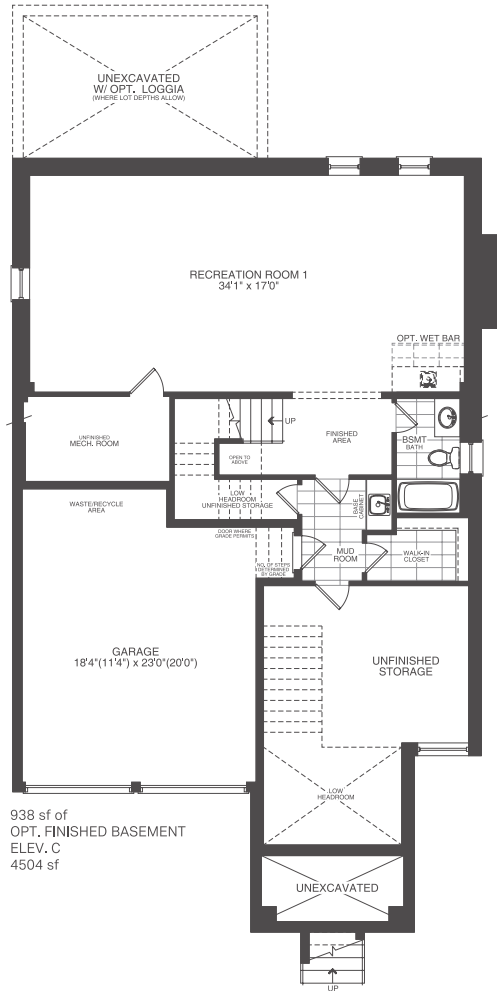 UNEXCAVATED
W/ OPT. LOGGIA
(WHERE LOT DEPTHS ALLOW)
RECREATION ROOM 1
34'1" x 17'0"
OPT. WET BAR
UP
FINISHED
AREA
BSMT
BATH
UNFINISHED
MECH. ROOM
OPEN TO
ABOVE
LOW
HEADROOM
UNFINISHED STORAGE
BASE
CABINET
WASTE/RECYCLE
AREA
DOOR WHERE
GRADE PERMITS
MUD
ROOM
WALK-IN
CLOSET
NO. OF STEPS
DETERMINED
BY GRADE
GARAGE
18'4"(11'4") x 23'0"(20'0")
UNFINISHED
STORAGE
LOW
HEADROOM
938 sf of
OPT. FINISHED BASEMENT
ELEV. C
4504 sf
UNEXCAVATED
UP